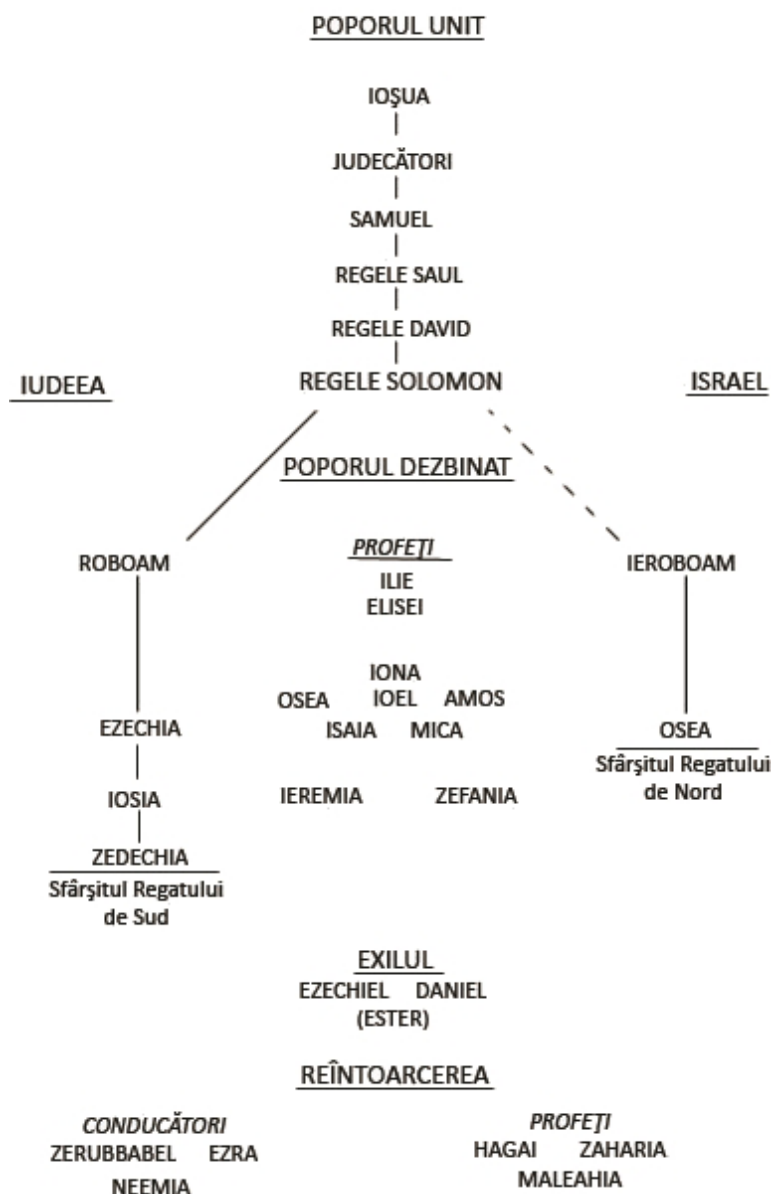 POPORUL UNIT
IOŞUA
JUDECĂTORI
SAMUEL
REGELE SAUL
REGELE DAVID
IUDEEA REGELE SOLOMON ISRAEL
POPORUL DEZBINAT
PROFEŢI
ROBOAM IEROBOAM
ILIE
ELISEI
IONA
OSEA IOEL AMOS
EZECHIA ISAIA MICA OSEA
Sfârşitul Regatului
de Nord
IOSIA IEREMIA ZEFANIA
ZEDECHIA
Sfârşitul Regatului
de Sud
EXILUL
EZECHIEL DANIEL
(ESTER)
REÎNTOARCEREA
CONDUCĂTORI PROFEŢI
ZERUBBABEL EZRA HAGAI ZAHARIA
NEEMIA MALEAHIA